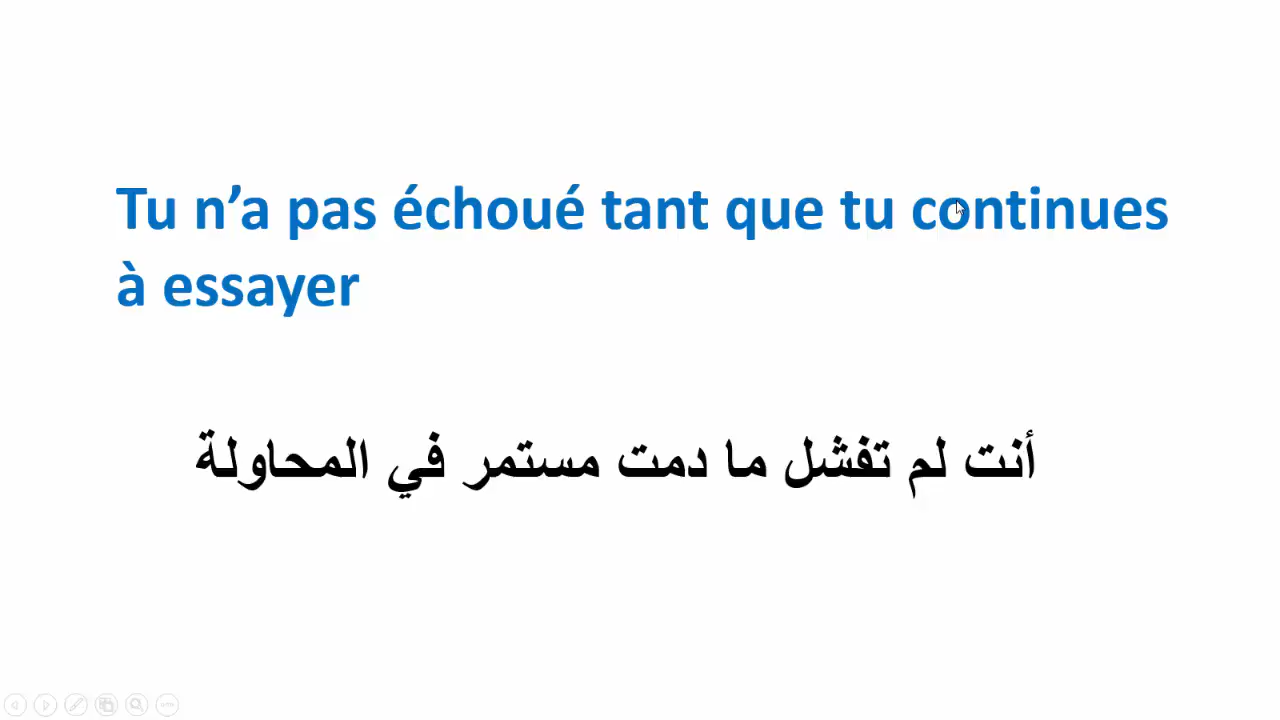 Tu n’a pas échoué tant que tu continues
à essayer
أنت لم تفشل ما دمت مستمر في المحاولة